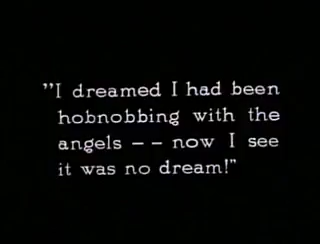 "I dreamed I had been
hobnobbing with the
angels -- now I see
it was no dream!"